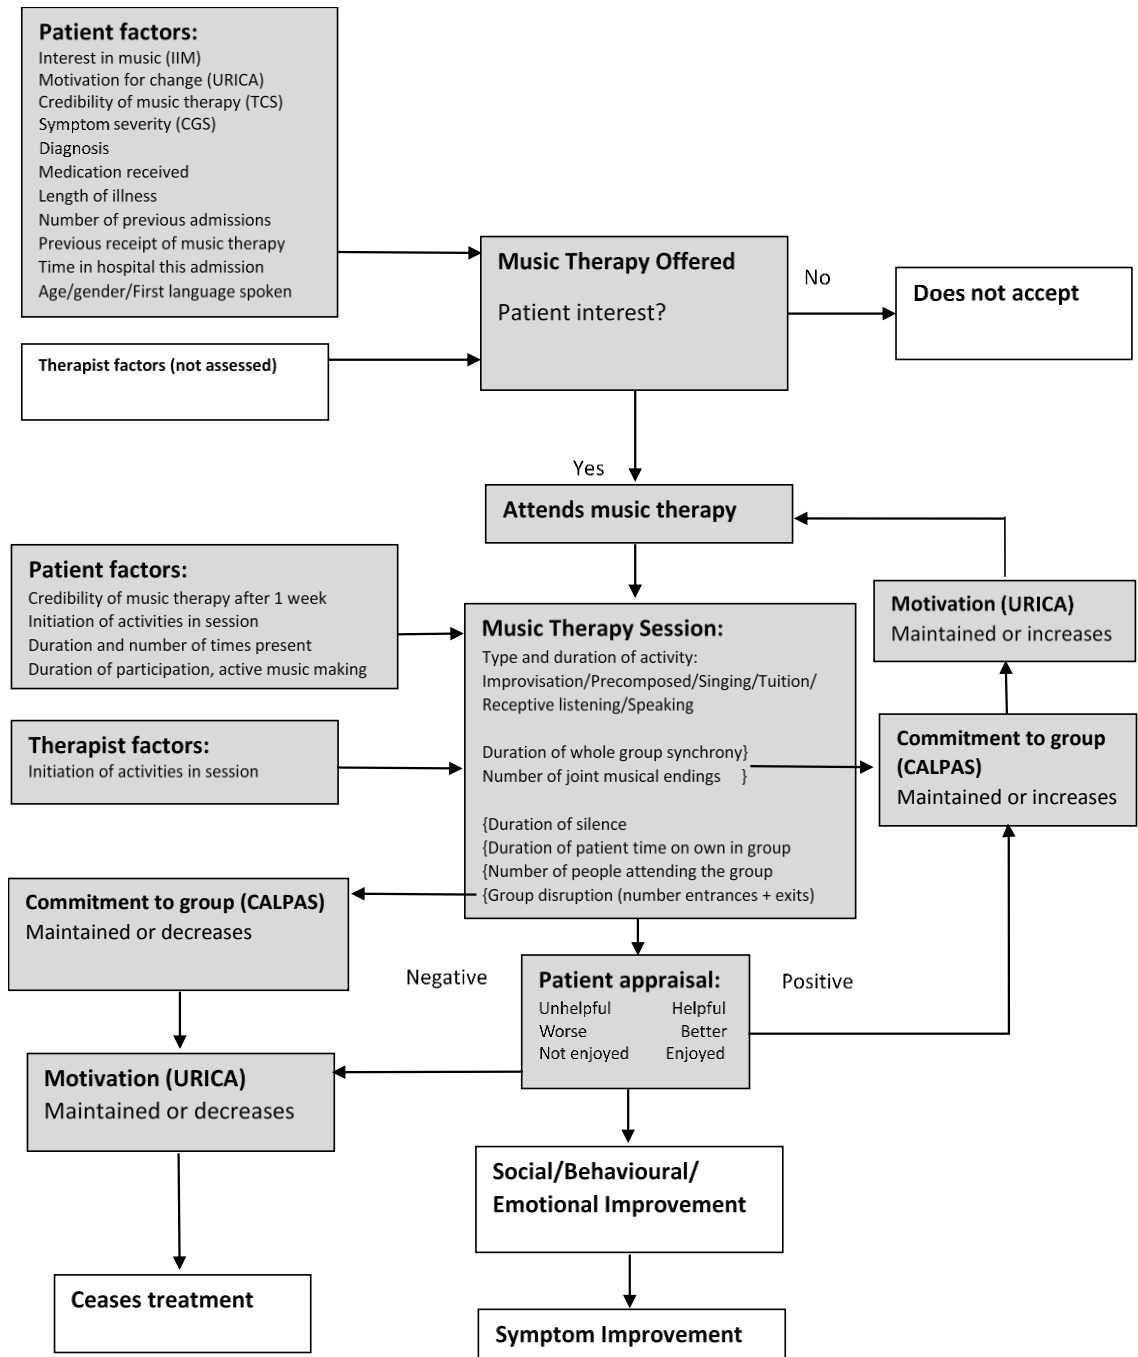 Patient factors:
Interest in music (IIM)
Motivation for change (URICA)
Credibility of music therapy (TCS)
Symptom severity (CGS)
Diagnosis
Medication received
Length of illness
Number of previous admissions
Previous receipt of music therapy
Time in hospital this admission
Age/gender/First language spoken
Therapist factors (not assessed)
Music Therapy Offered
Patient interest?
No
Does not accept
Yes
Attends music therapy
Patient factors:
Credibility of music therapy after 1 week
Initiation of activities in session
Duration and number of times present
Duration of participation, active music making
Therapist factors:
Initiation of activities in session
Music Therapy Session:
Type and duration of activity:
Improvisation/Precomposed/Singing/Tuition/
Receptive listening/Speaking
Duration of whole group synchrony}
Number of joint musical endings }
{Duration of silence
{Duration of patient time on own in group
{Number of people attending the group
{Group disruption (number entrances + exits)
Motivation (URICA)
Maintained or increases
Commitment to group
(CALPAS)
Maintained or increases
Commitment to group (CALPAS)
Maintained or decreases
Negative
Patient appraisal:
Unhelpful Helpful
Worse Better
Not enjoyed Enjoyed
Positive
Motivation (URICA)
Maintained or decreases
Social/Behavioural/
Emotional Improvement
Ceases treatment
Symptom Improvement